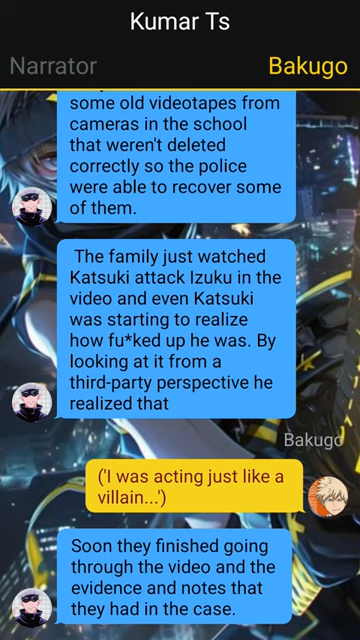 Kumar Ts
Narrator
Bakugo
some old videotapes from
cameras in the school
that weren't deleted
correctly so the police
were able to recover some
of them.
The family just watched
Katsuki attack Izuku in the
video and even Katsuki
was starting to realize
how fu*ked up he was. By
looking at it from a
third-party perspective he
realized that
Bakugo
('I was acting just like a
villain...')
Soon they finished going
through the video and the
evidence and notes that
they had in the case.